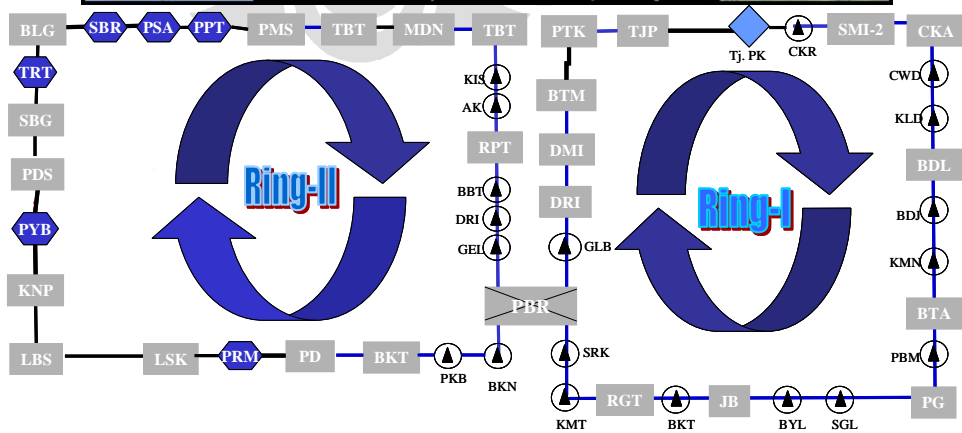 BLG
SBR
PSA
PPT
PMS
TBT
MDN
TBT
PTK
TJP
Tj. PK
CKR
SMI-2
CKA
TRT
KIS
CWD
AK
BTM
SBG
KLD
RPT
DMI
PDS
BDL
Ring-II
Ring-I
BBT
DRI
DRI
PYB
BDJ
GEL
GLB
KMN
KNP
PBR
BTA
LBS
LSK
PRM
PD
BKT
PKB
BKN
SRK
PBM
KMT
RGT
BKT
JB
BYL
SGL
PG